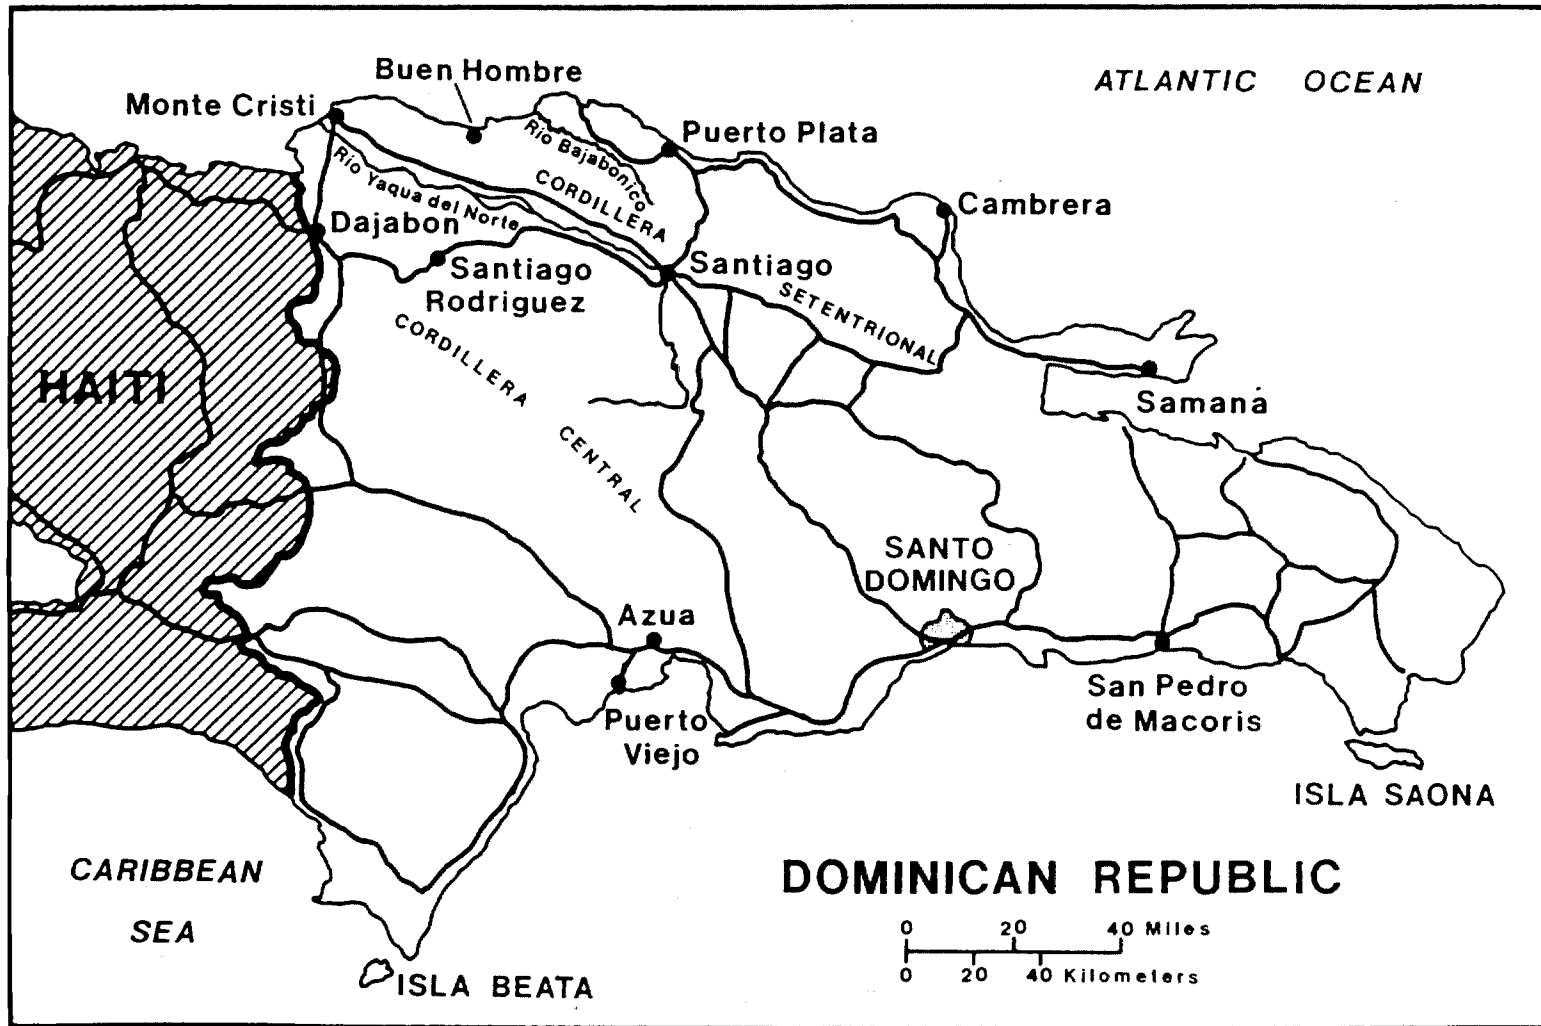 Buen Hombre
ATLANTIC OCEAN
Monte Cristi
Puerto Plata
Rio Bajabonico
Rio Yaqua del Norte
CORDILLERA
Cambrera
Dajabon
Santiago
Rodriguez
Santiago
SETENTRIONAL
CORDILLERA
CENTRAL
HAITI
Samaná
SANTO
DOMINGO
Azua
Puerto
Viejo
San Pedro
de Macoris
ISLA SAONA
CARIBBEAN
SEA
DOMINICAN REPUBLIC
0 20 40 Miles
0 20 40 Kilometers
ISLA BEATA